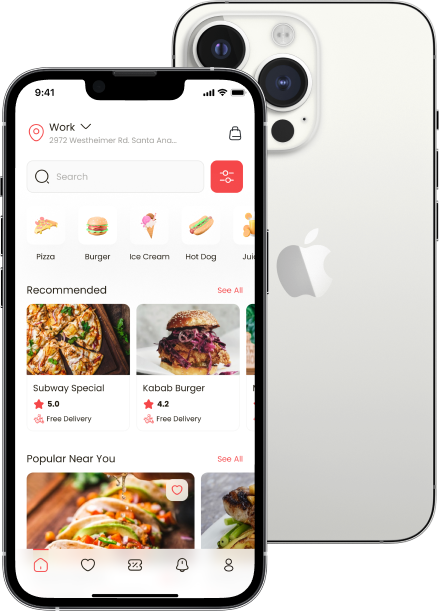 9:41
Work
2972 Westheimer Rd. Santa Ana...
Search
Pizza
Burger
Ice Cream
Hot Dog
Jui
Recommended
See All
Subway Special
Kabab Burger
5.0
4.2
Free Delivery
Free Delivery
Popular Near You
See All